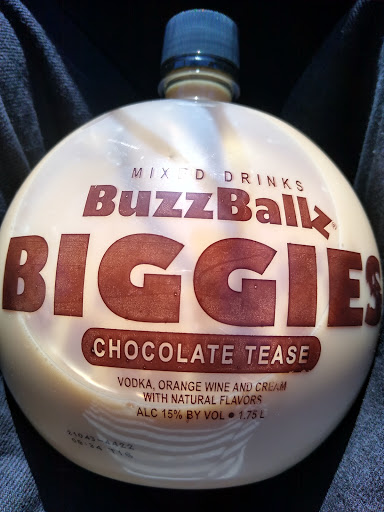 MIXED DRINKS
BuzzBallz®
BIGGIES
CHOCOLATE TEASE
VODKA, ORANGE WINE AND CREAM
WITH NATURAL FLAVORS
ALC 15% BY VOL • 1.75 L